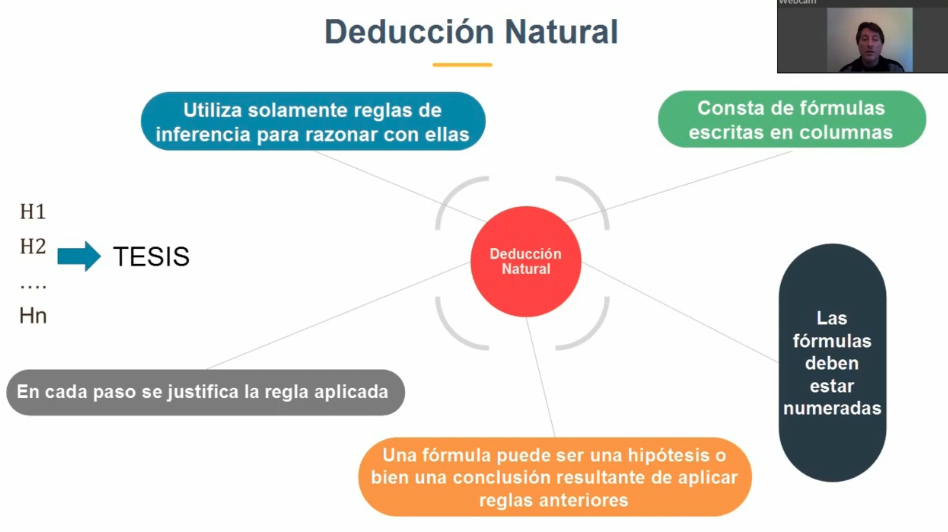 Webcam
Deducción Natural
Utiliza solamente reglas de
inferencia para razonar con ellas
Consta de fórmulas
escritas en columnas
H1
H2
....
Hn
TESIS
Deducción
Natural
Las
fórmulas
deben
estar
numeradas
En cada paso se justifica la regla aplicada
Una fórmula puede ser una hipótesis o
bien una conclusión resultante de aplicar
reglas anteriores